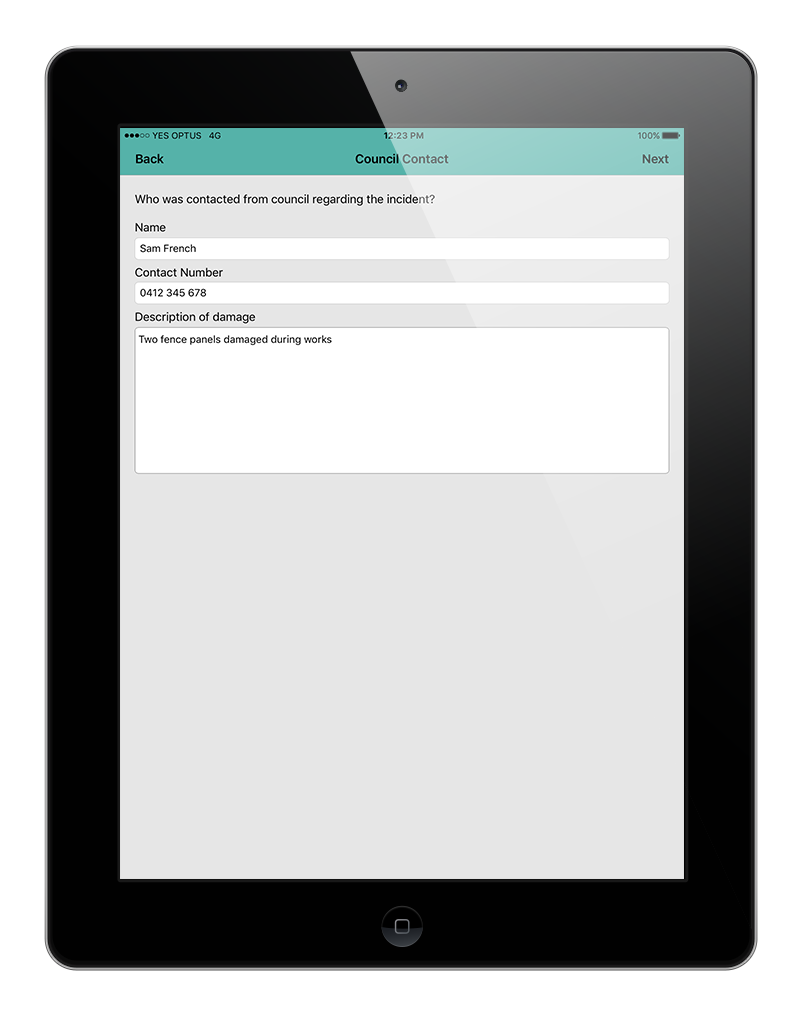 YES OPTUS 4G 12:23 PM 100%
Back Council Contact Next
Who was contacted from council regarding the incident?
Name
Sam French
Contact Number
0412 345 678
Description of damage
Two fence panels damaged during works